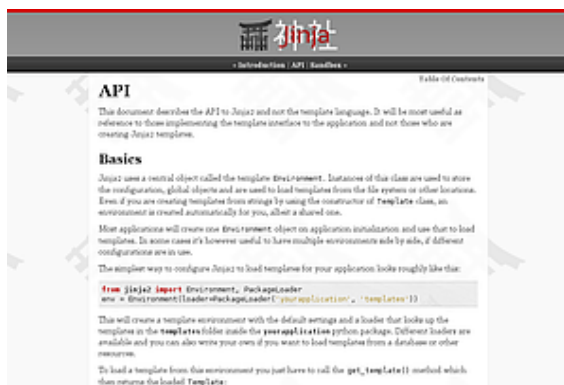 神社
Jinja
« Introduction | API | Sandbox »
Table Of Contents
API
This document describes the API to Jinja2 and not the template language. It will be most useful as
reference to those implementing the template interface to the application and not those who are
creating Jinja2 templates.
Basics
Jinja2 uses a central object called the template Environment. Instances of this class are used to store
the configuration, global objects and are used to load templates from the file system or other locations.
Even if you are creating templates from strings by using the constructor of Template class, an
environment is created automatically for you, albeit a shared one.
Most applications will create one Environment object on application initialization and use that to load
templates. In some cases it's however useful to have multiple environments side by side, if different
configurations are in use.
The simplest way to configure Jinja2 to load templates for your application looks roughly like this:
from jinja2 import Environment, PackageLoader
env = Environment(loader=PackageLoader('yourapplication', 'templates'))
This will create a template environment with the default settings and a loader that looks up the
templates in the templates folder inside the yourapplication python package. Different loaders are
available and you can also write your own if you want to load templates from a database or other
resources.
To load a template from this environment you just have to call the get_template() method which
then returns the loaded Template: